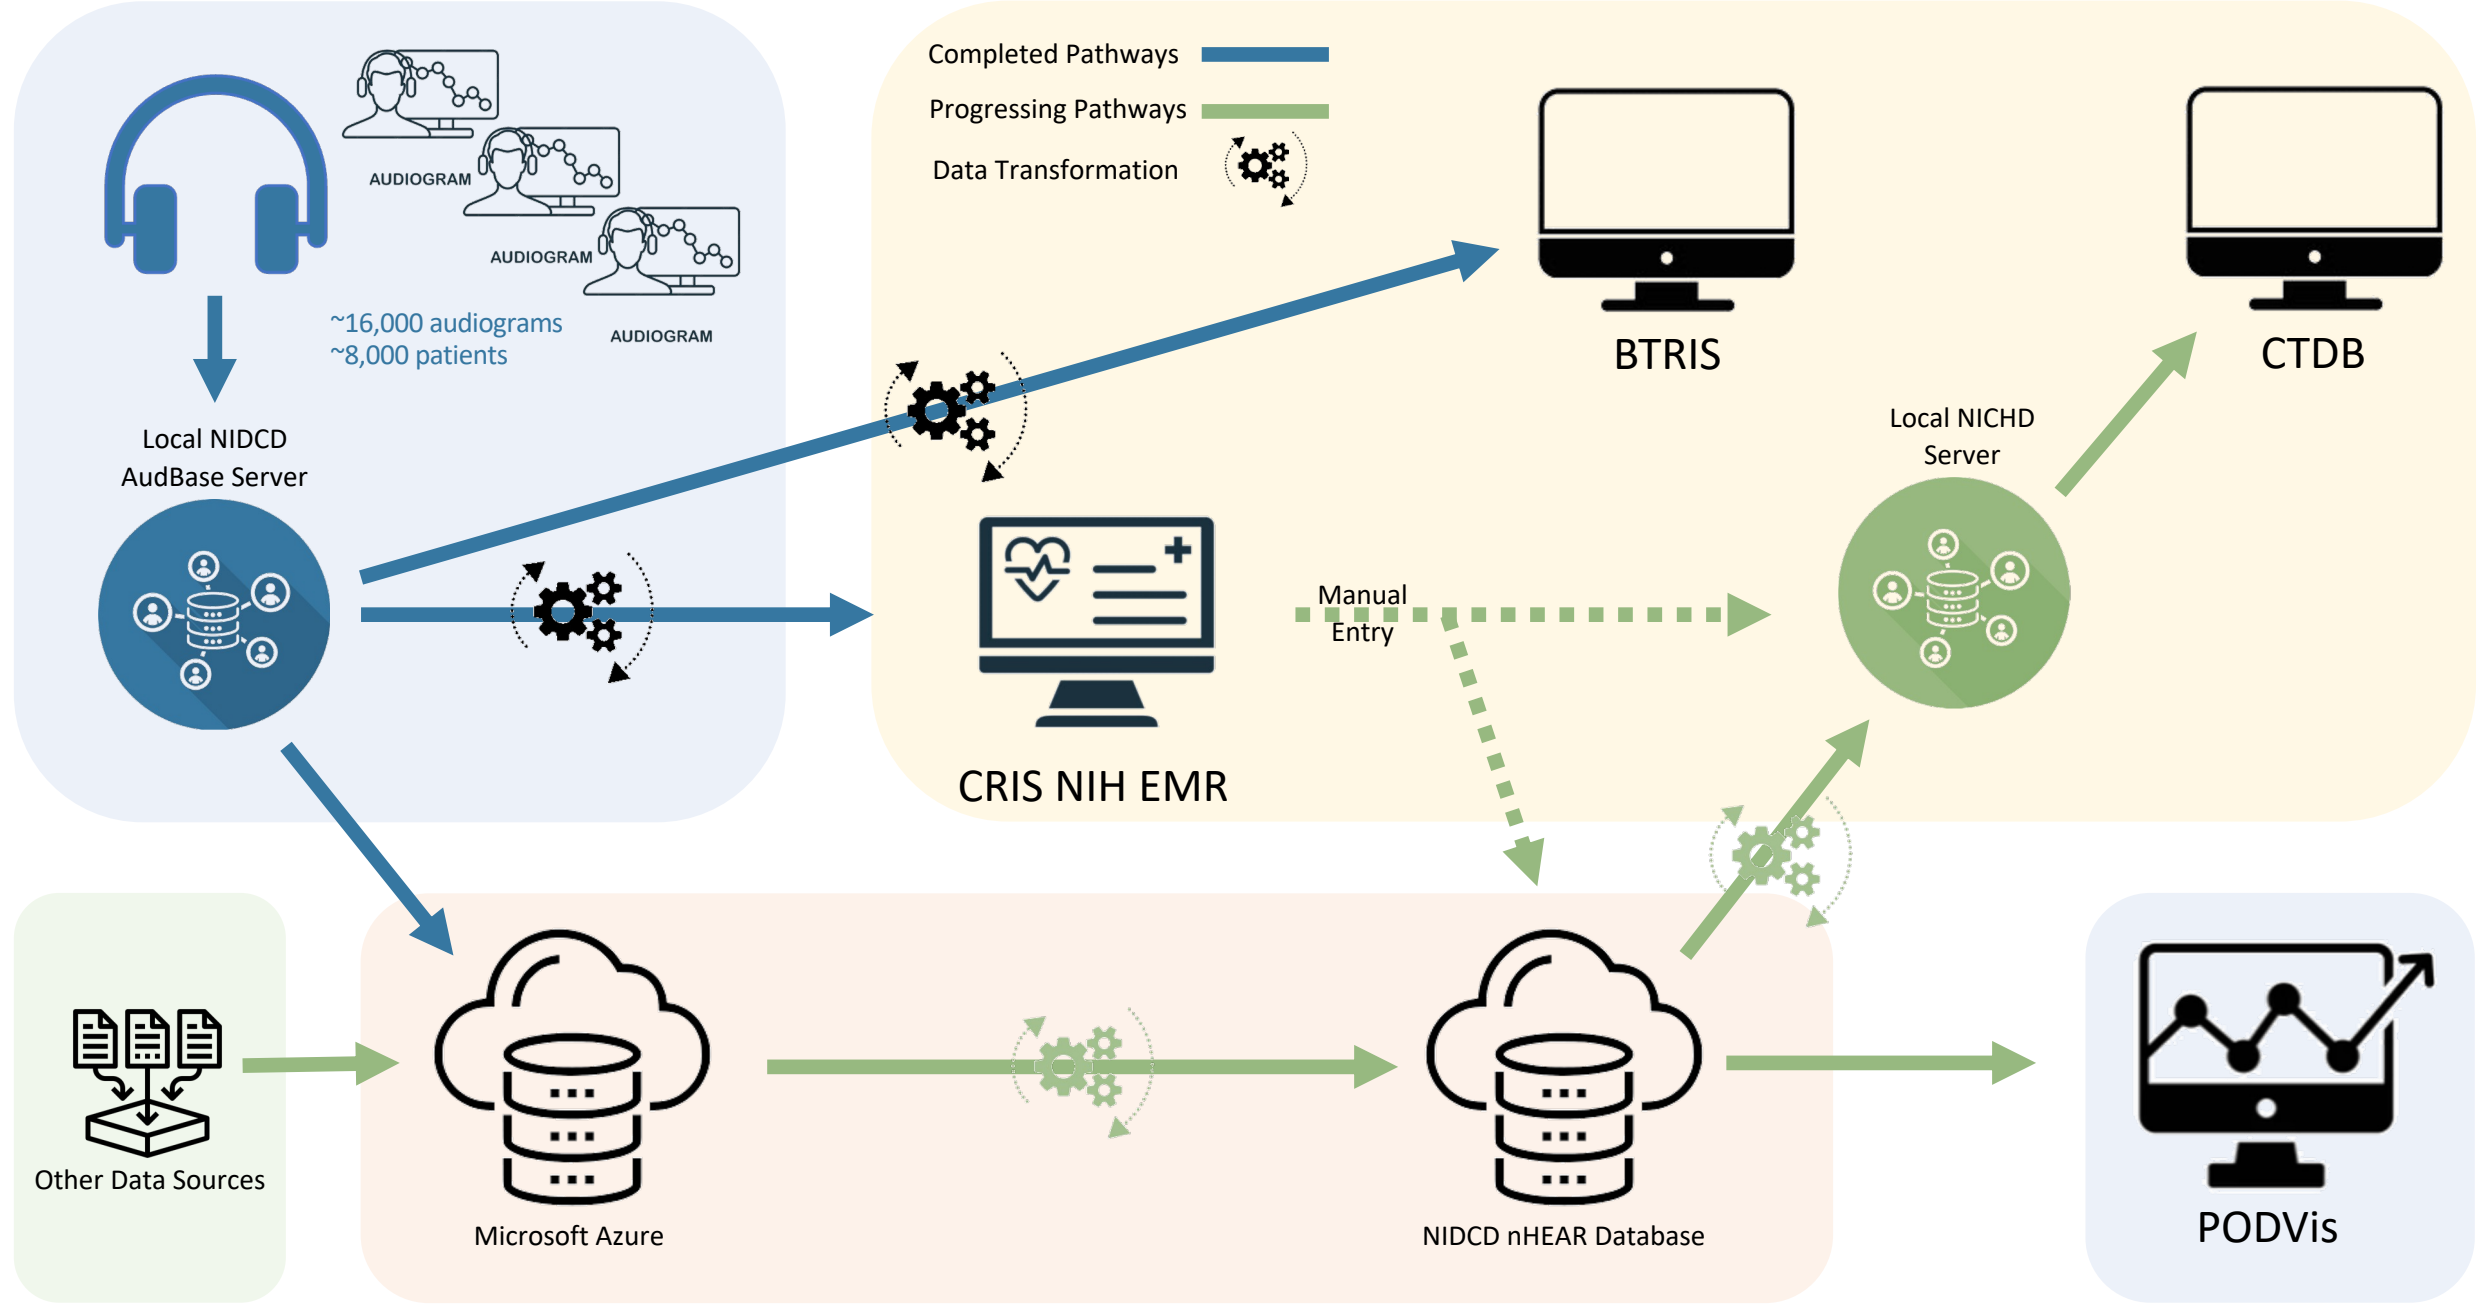 Completed Pathways
Progressing Pathways
Data Transformation
AUDIOGRAM
AUDIOGRAM
AUDIOGRAM
~16,000 audiograms
~8,000 patients
Local NIDCD
AudBase Server
BTRIS
CTDB
Local NICHD
Server
Manual
Entry
CRIS NIH EMR
Other Data Sources
Microsoft Azure
NIDCD nHEAR Database
PODVis